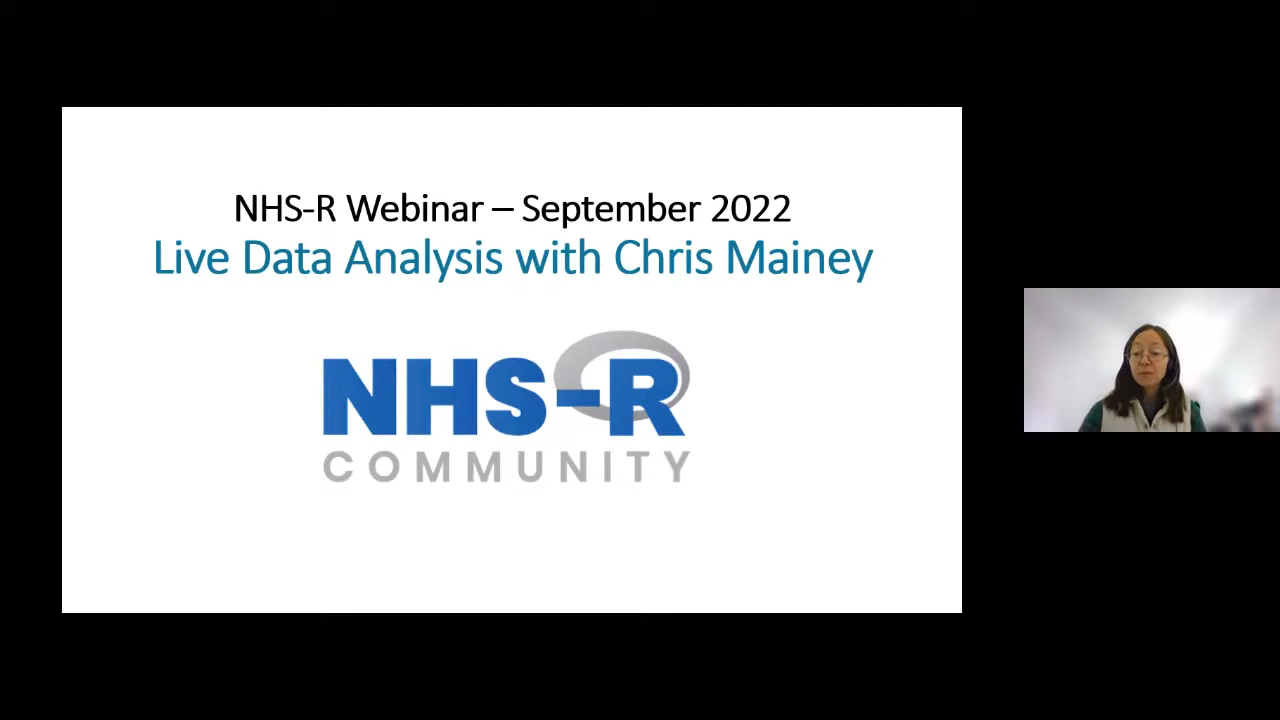 NHS-R Webinar – September 2022
Live Data Analysis with Chris Mainey
NHS-R
COMMUNITY